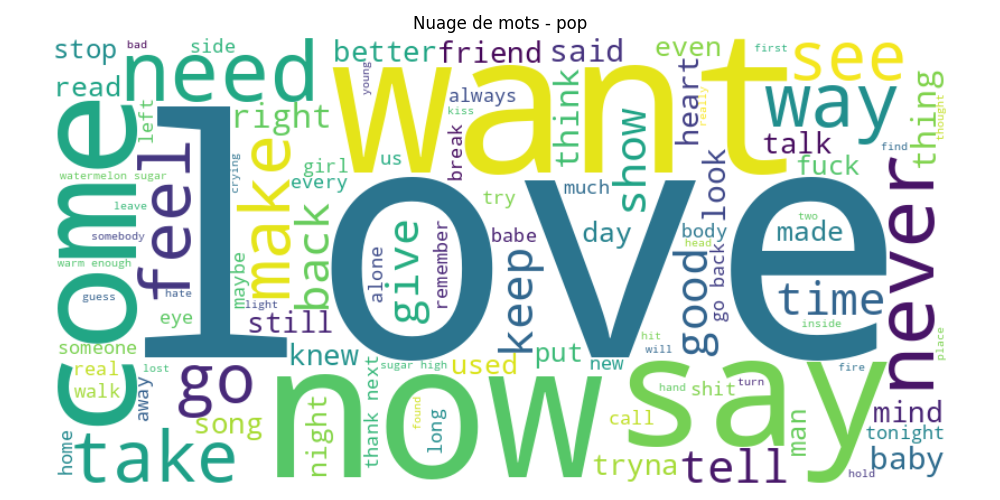 Nuage de mots - pop
stop
bad
side
better
friend
said
even
first
see
read
need
want
way
young
always
kiss
think
show
heart
really
thing
thought
come
left
right
talk
find
feel
love
make
crying
girl
us
break
every
fuck
watermelon sugar
try
much
look
never
leave
somebody
back
alone
give
remember
babe
day
body
head
two
made
warm enough
maybe
keep
good
go back
time
guess
hate
light
inside
eye
still
hit
will
place
someone
knew
sugar high
used
put
new
fire
real
lost
go
now
say
walk
away
thank next
found
long
hand
shit
turn
song
night
call
man
mind
tonight
home
take
tryna
tell
hold
baby